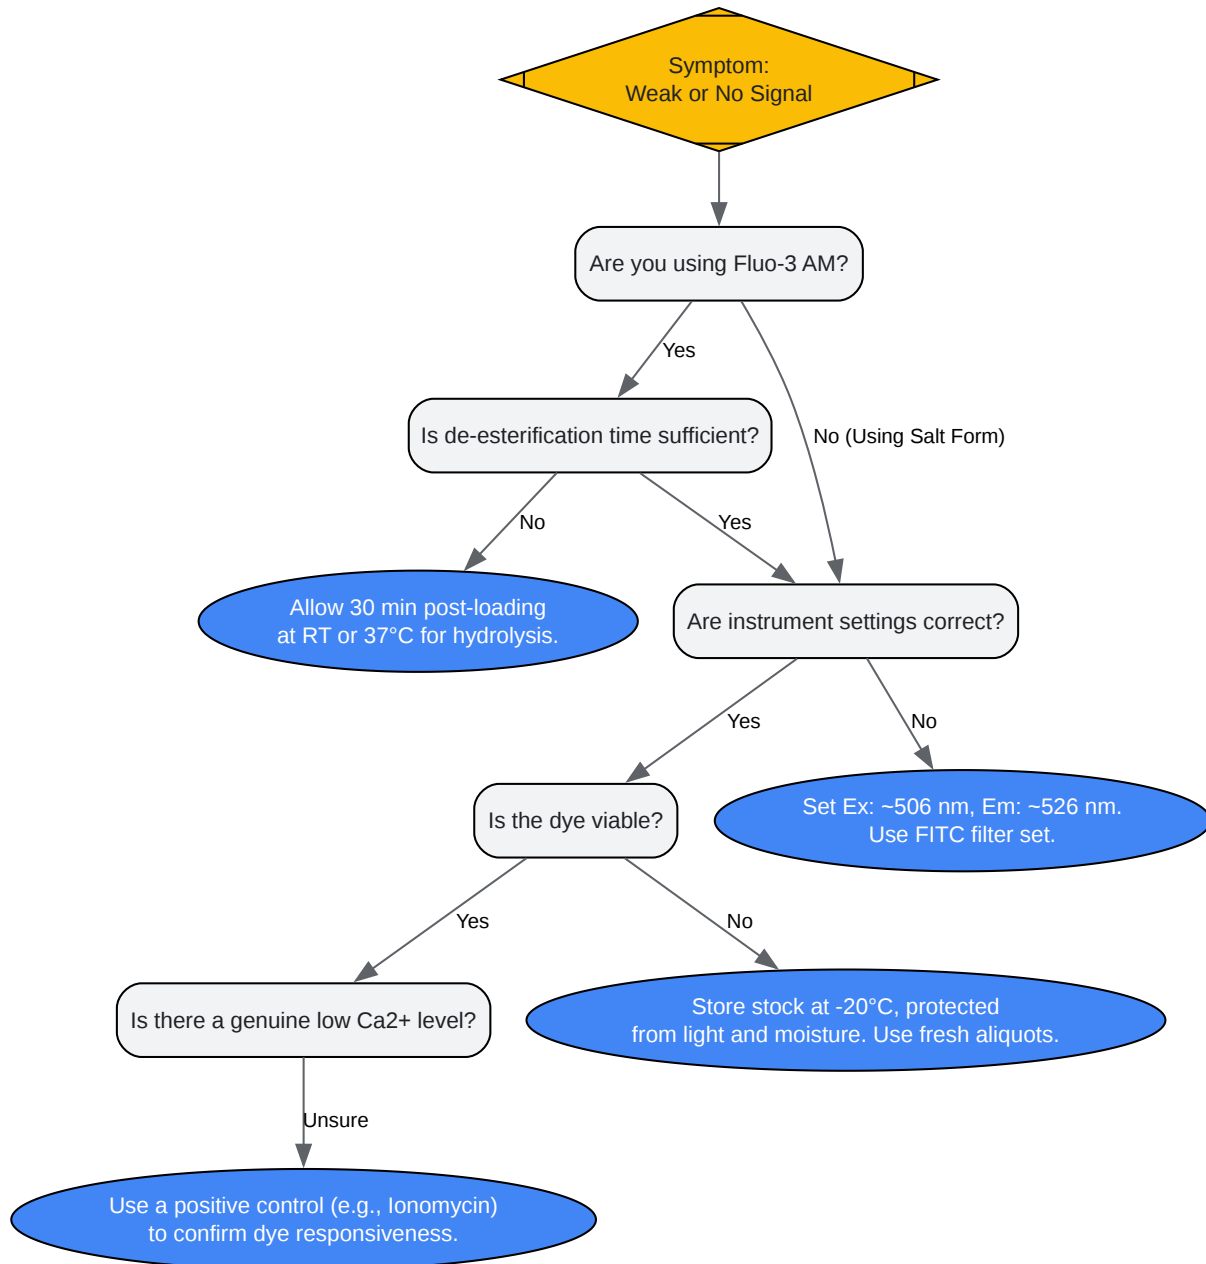 Symptom:
Weak or No Signal
Are you using Fluo-3 AM?
Yes
Is de-esterification time sufficient?
No (Using Salt Form)
No
Yes
Allow 30 min post-loading
at RT or 37°C for hydrolysis.
Are instrument settings correct?
Yes
No
Is the dye viable?
Set Ex: ~506 nm, Em: ~526 nm.
Use FITC filter set.
Yes
No
Is there a genuine low Ca2+ level?
Store stock at -20°C, protected
from light and moisture. Use fresh aliquots.
Unsure
Use a positive control (e.g., Ionomycin)
to confirm dye responsiveness.